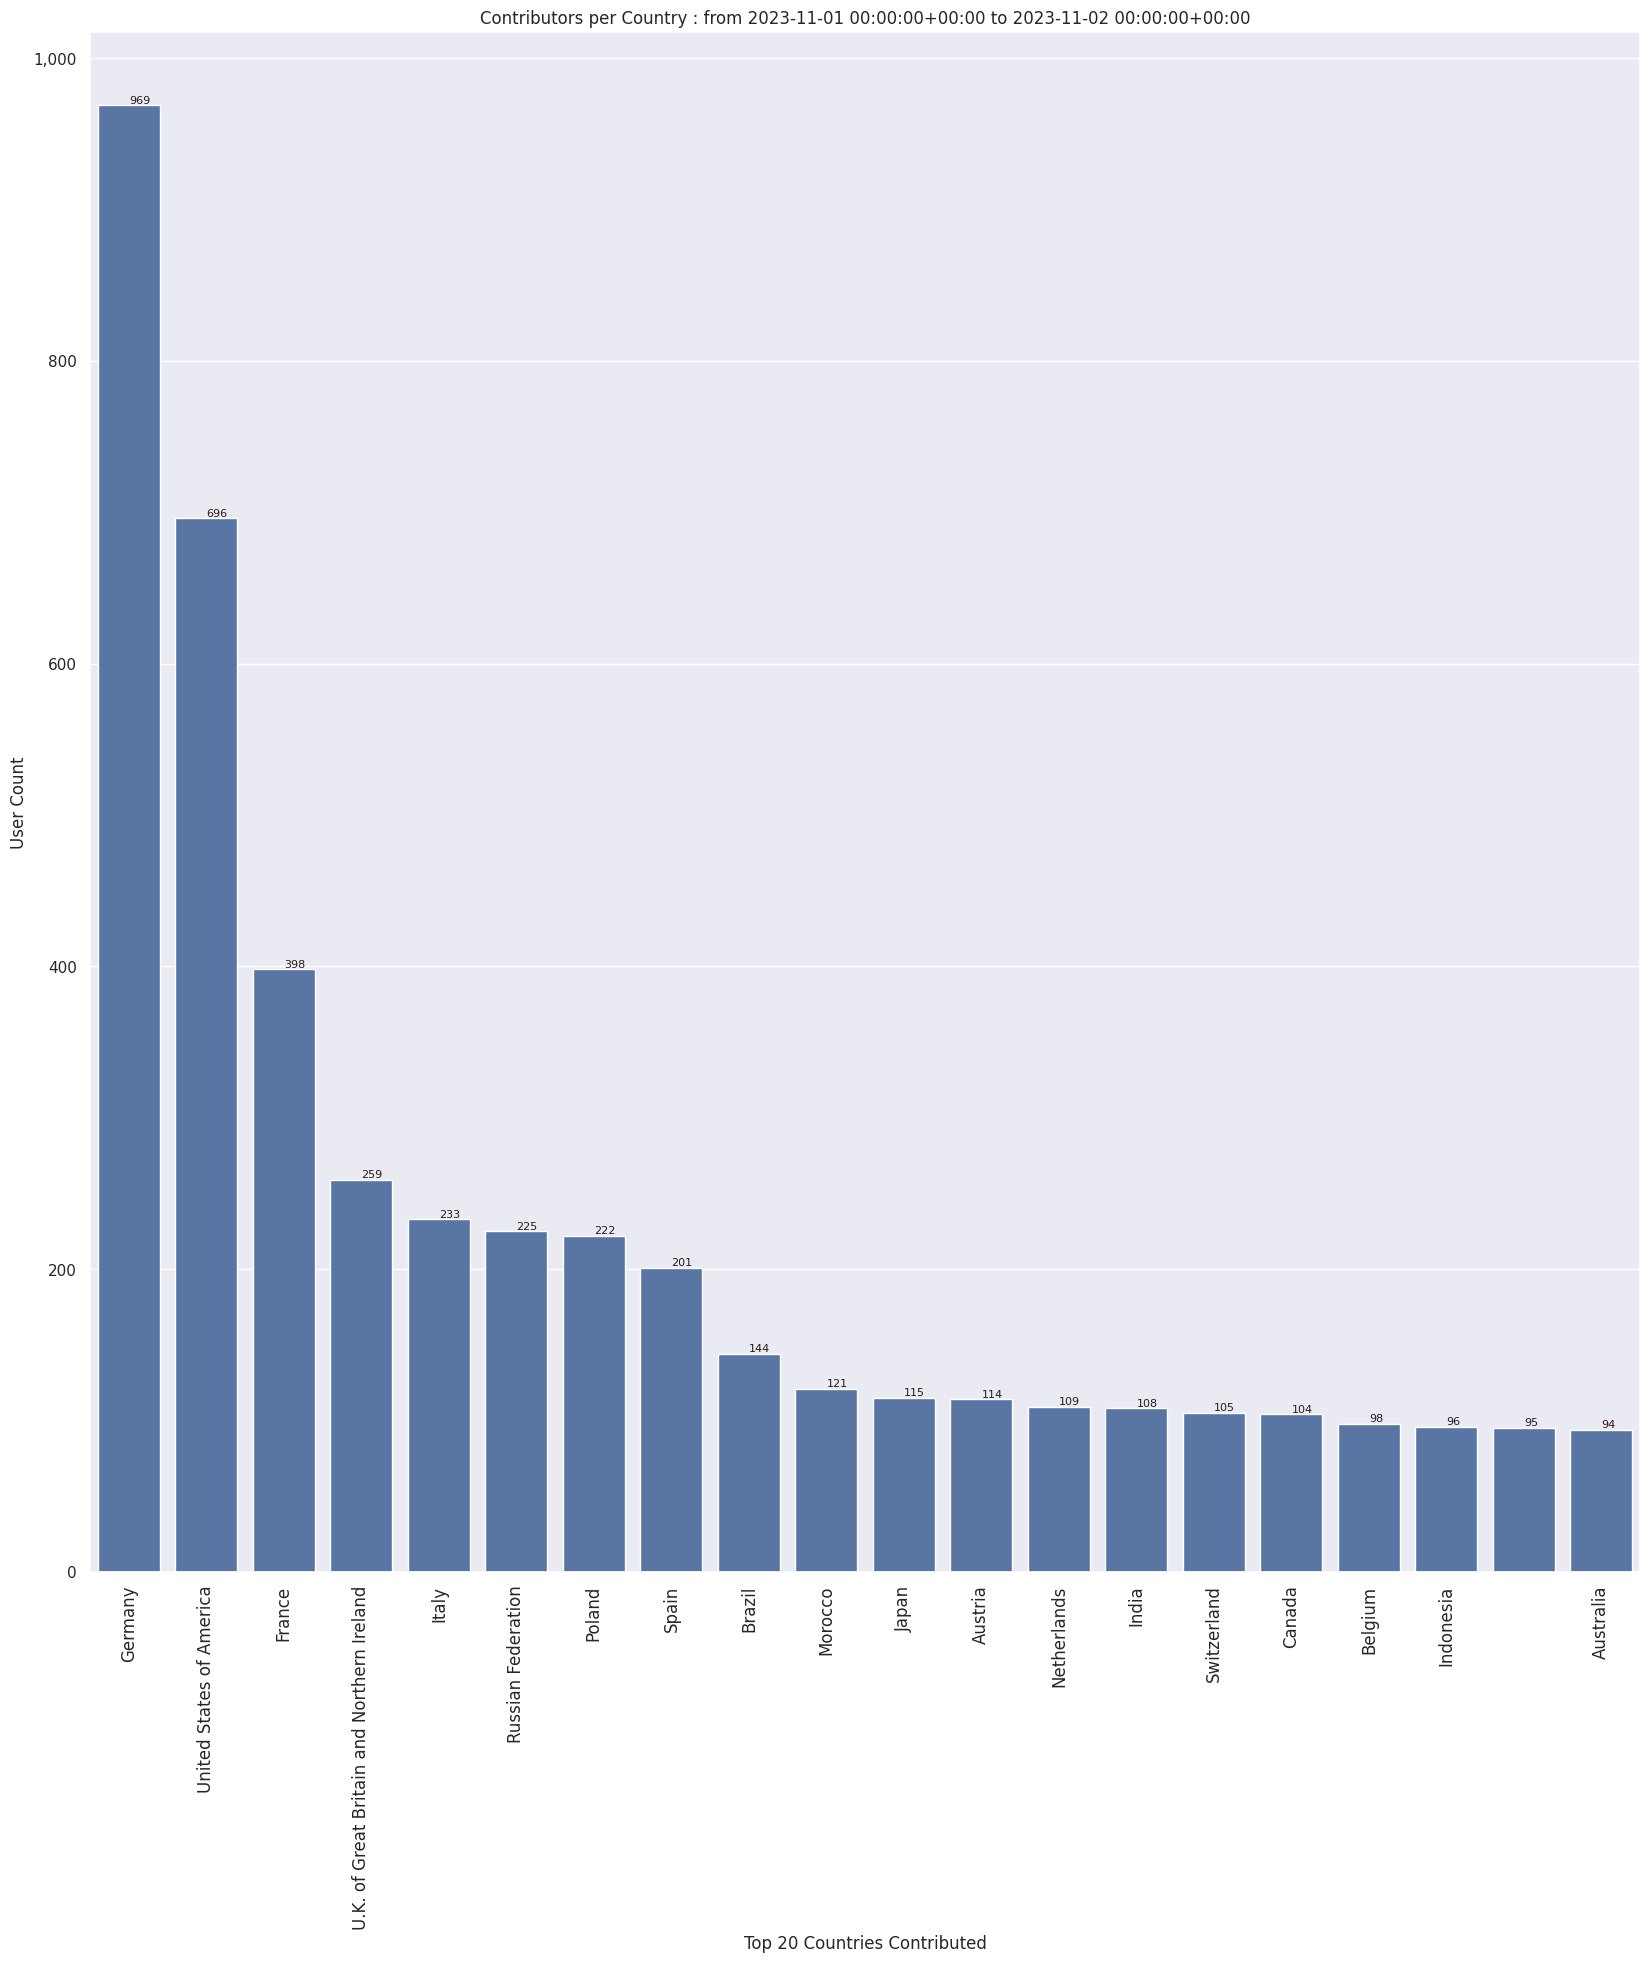 Contributors per Country : from 2023-11-01 00:00:00+00:00 to 2023-11-02 00:00:00+00:00
User Count
1,000
800
600
400
200
0
969
696
398
259
233
225
222
201
144
121
115
114
109
108
105
104
98
96
95
94
Germany
United States of America
France
U.K. of Great Britain and Northern Ireland
Italy
Russian Federation
Poland
Spain
Brazil
Morocco
Japan
Austria
Netherlands
India
Switzerland
Canada
Belgium
Indonesia
Australia
Top 20 Countries Contributed